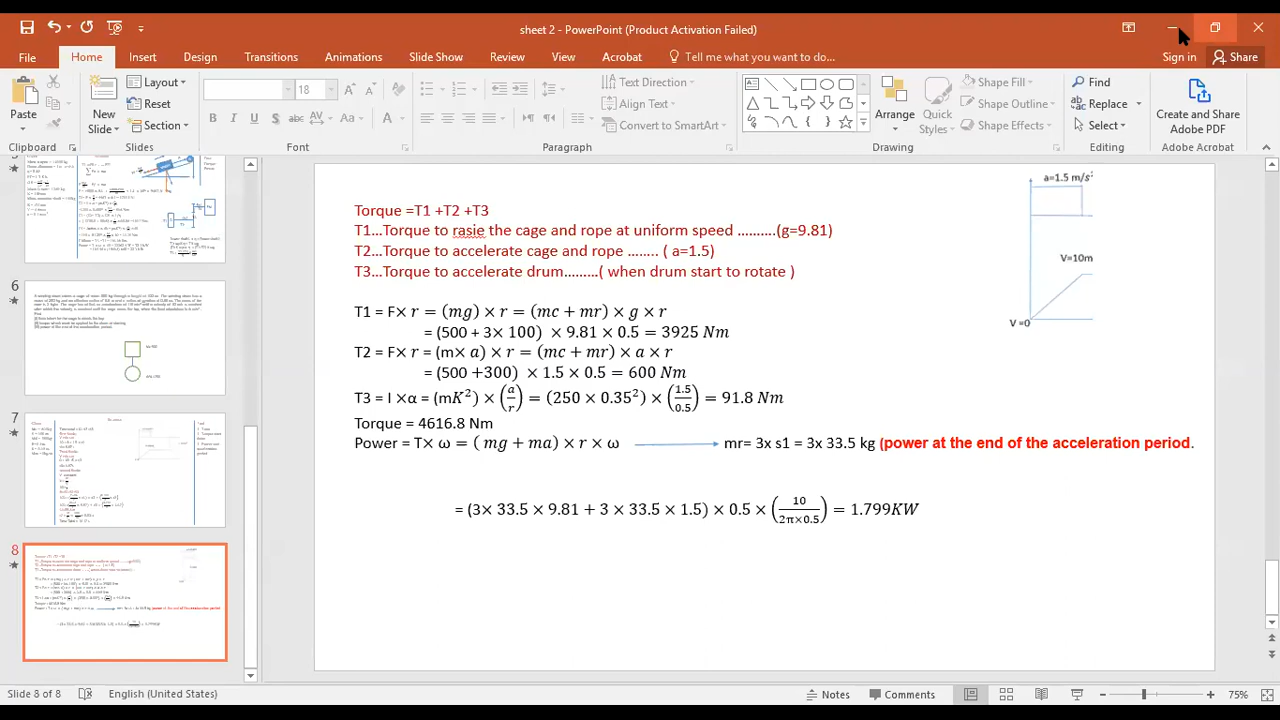 sheet 2 - PowerPoint (Product Activation Failed)
File Home Insert Design Transitions Animations Slide Show Review View Acrobat Tell me what you want to do... Sign in Share
Paste New Slide Layout Reset Section 18 Text Direction Align Text Convert to SmartArt Arrange Quick Styles Shape Fill Shape Outline Shape Effects Find Replace Select Create and Share Adobe PDF
Clipboard Slides Font Paragraph Drawing Editing Adobe Acrobat
a=1.5 m/s²
Torque =T1 +T2 +T3
T1...Torque to rasie the cage and rope at uniform speed ..........(g=9.81)
T2...Torque to accelerate cage and rope ........ ( a=1.5)
T3...Torque to accelerate drum.........( when drum start to rotate )
V=10m
V =0
T1 = F× r = (mg) × r = (mc + mr) × g × r
= (500 + 3× 100) × 9.81 × 0.5 = 3925 Nm
T2 = F× r = (m× a) × r = (mc + mr) × a × r
= (500 +300) × 1.5 × 0.5 = 600 Nm
T3 = I ×α = (mK²) × (a/r) = (250 × 0.35²) × (1.5/0.5) = 91.8 Nm
Torque = 4616.8 Nm
Power = T× ω = ( mg + ma) × r × ω mr= 3x s1 = 3x 33.5 kg (power at the end of the acceleration period.
= (3× 33.5 × 9.81 + 3 × 33.5 × 1.5) × 0.5 × (10/2π×0.5) = 1.799KW
6
7
8
Slide 8 of 8 English (United States) Notes Comments 75%